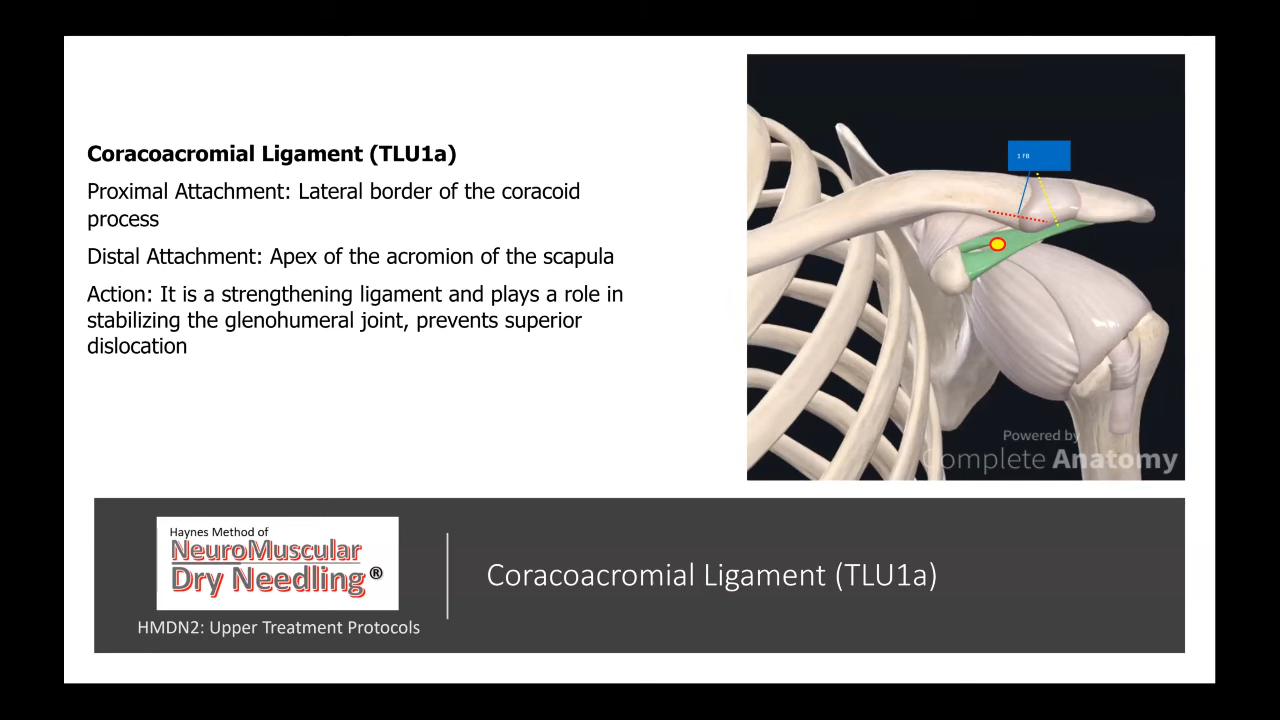 Coracoacromial Ligament (TLU1a)
Proximal Attachment: Lateral border of the coracoid
process
Distal Attachment: Apex of the acromion of the scapula
Action: It is a strengthening ligament and plays a role in
stabilizing the glenohumeral joint, prevents superior
dislocation
1 FB
Powered by
Complete Anatomy
Haynes Method of
NeuroMuscular
Dry Needling®
HMDN2: Upper Treatment Protocols
Coracoacromial Ligament (TLU1a)